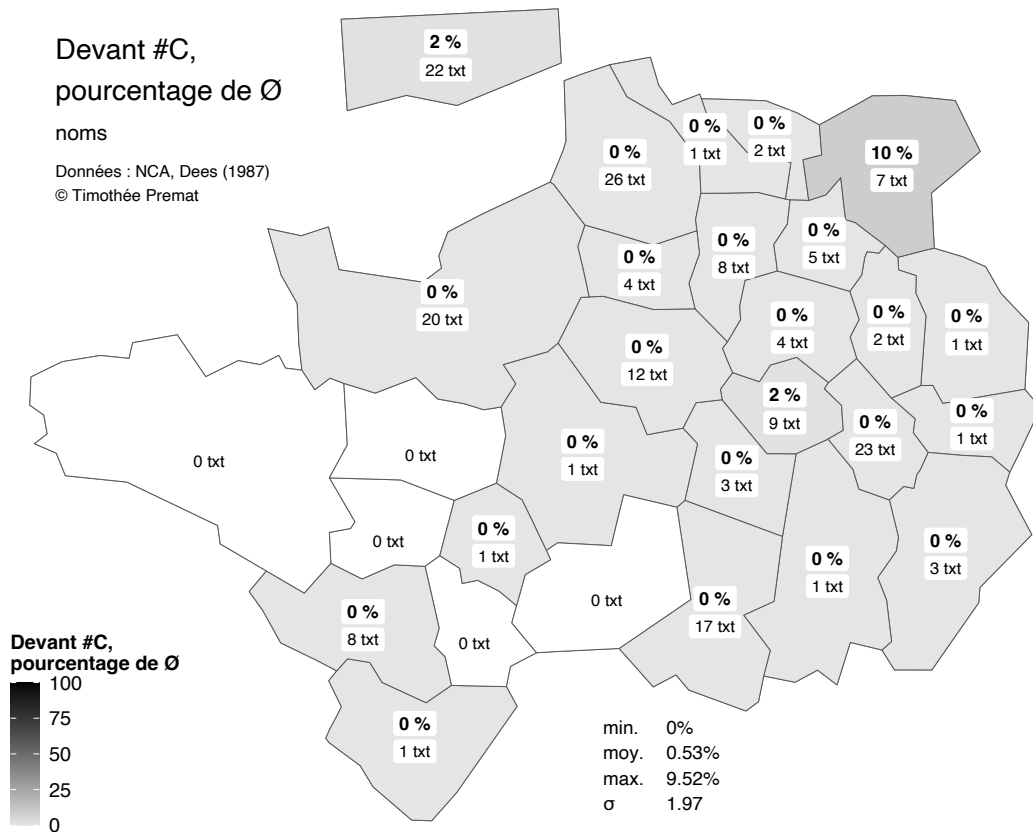 Devant #C,
pourcentage de Ø
noms
Données : NCA, Dees (1987)
© Timothée Premat
2 %
22 txt
0 %
26 txt
0 %
1 txt
0 %
2 txt
10 %
7 txt
0 %
4 txt
0 %
8 txt
0 %
5 txt
0 %
20 txt
0 %
12 txt
0 %
4 txt
0 %
2 txt
0 %
1 txt
2 %
9 txt
0 %
23 txt
0 %
1 txt
0 txt
0 txt
0 %
1 txt
0 %
3 txt
0 txt
0 %
1 txt
0 txt
0 %
17 txt
0 %
1 txt
0 %
3 txt
0 %
8 txt
0 txt
0 %
1 txt
Devant #C,
pourcentage de Ø
100
75
50
25
0
min. 0%
moy. 0.53%
max. 9.52%
σ 1.97